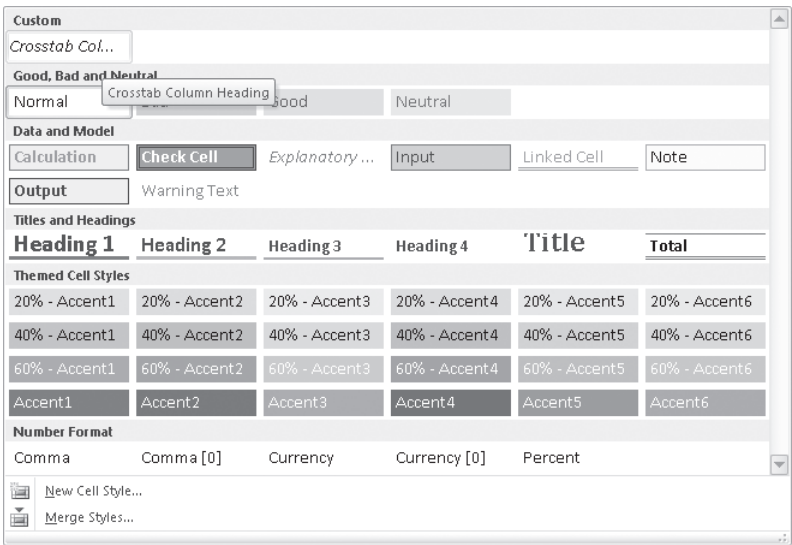 Custom
Crosstab Col...
Good, Bad and Neutral
Crosstab Column Heading
Normal Bad Good Neutral
Data and Model
Calculation Check Cell Explanatory ... Input Linked Cell Note
Output Warning Text
Titles and Headings
Heading 1 Heading 2 Heading 3 Heading 4 Title Total
Themed Cell Styles
20% - Accent1 20% - Accent2 20% - Accent3 20% - Accent4 20% - Accent5 20% - Accent6
40% - Accent1 40% - Accent2 40% - Accent3 40% - Accent4 40% - Accent5 40% - Accent6
60% - Accent1 60% - Accent2 60% - Accent3 60% - Accent4 60% - Accent5 60% - Accent6
Accent1 Accent2 Accent3 Accent4 Accent5 Accent6
Number Format
Comma Comma [0] Currency Currency [0] Percent
New Cell Style...
Merge Styles...